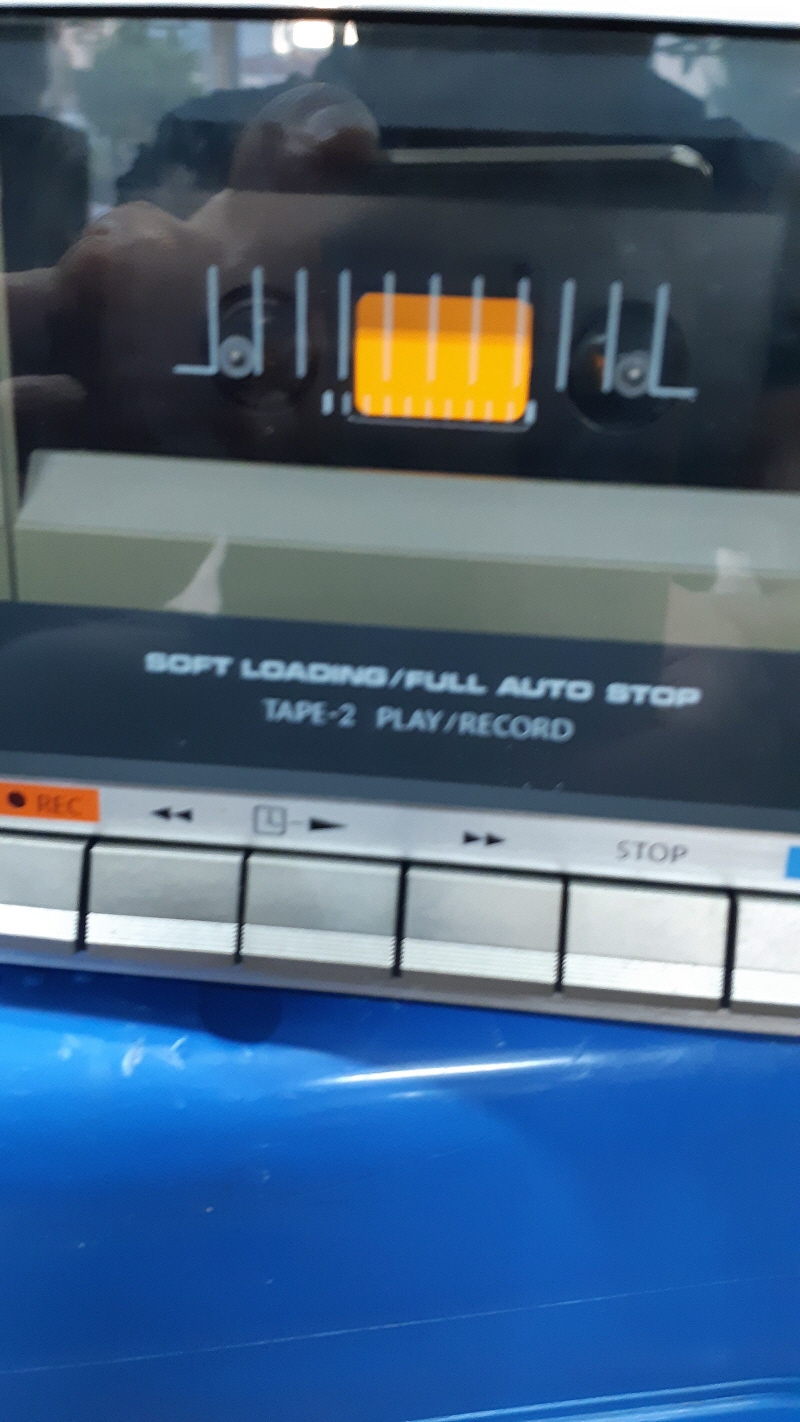 SOFT LOADING/FULL AUTO STOP
TAPE-2 PLAY/RECORD
REC STOP